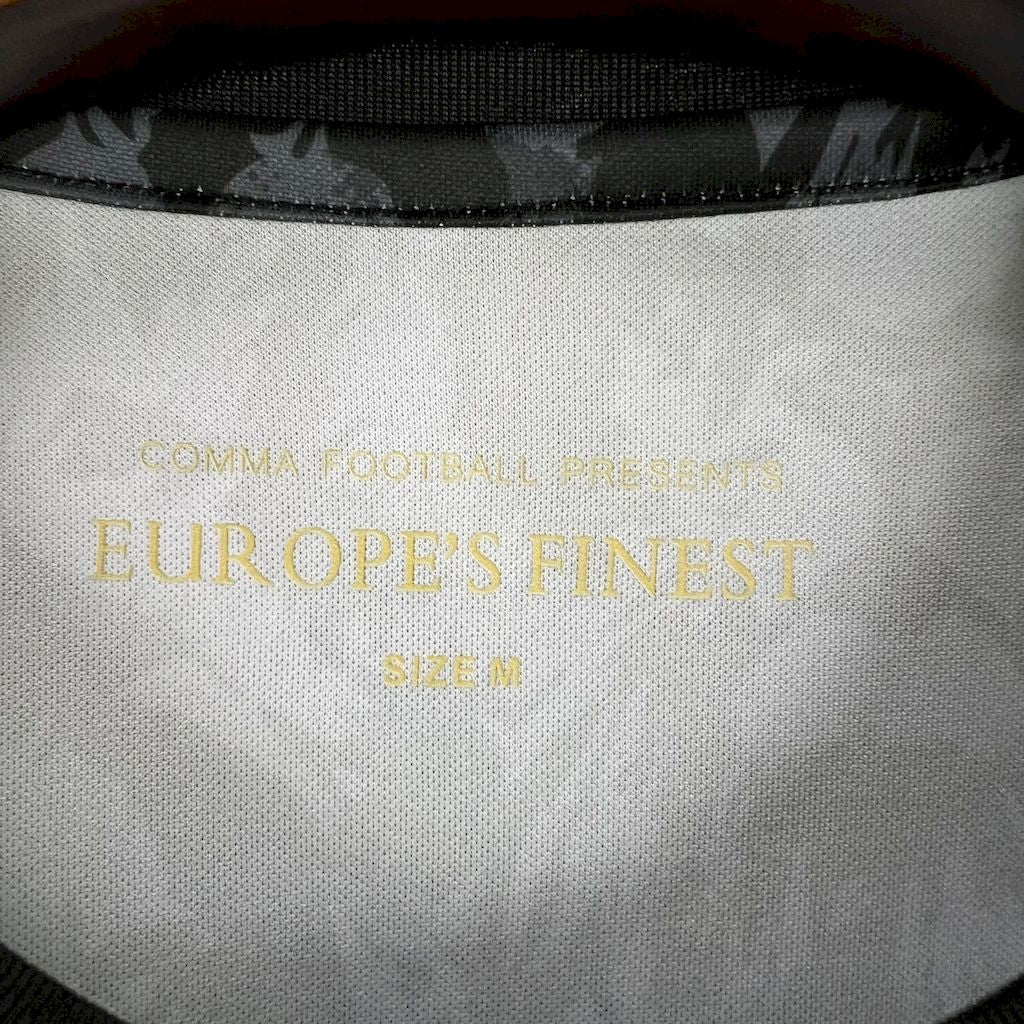 COMMA FOOTBALL PRESENTS
EUROPE'S FINEST
SIZE M